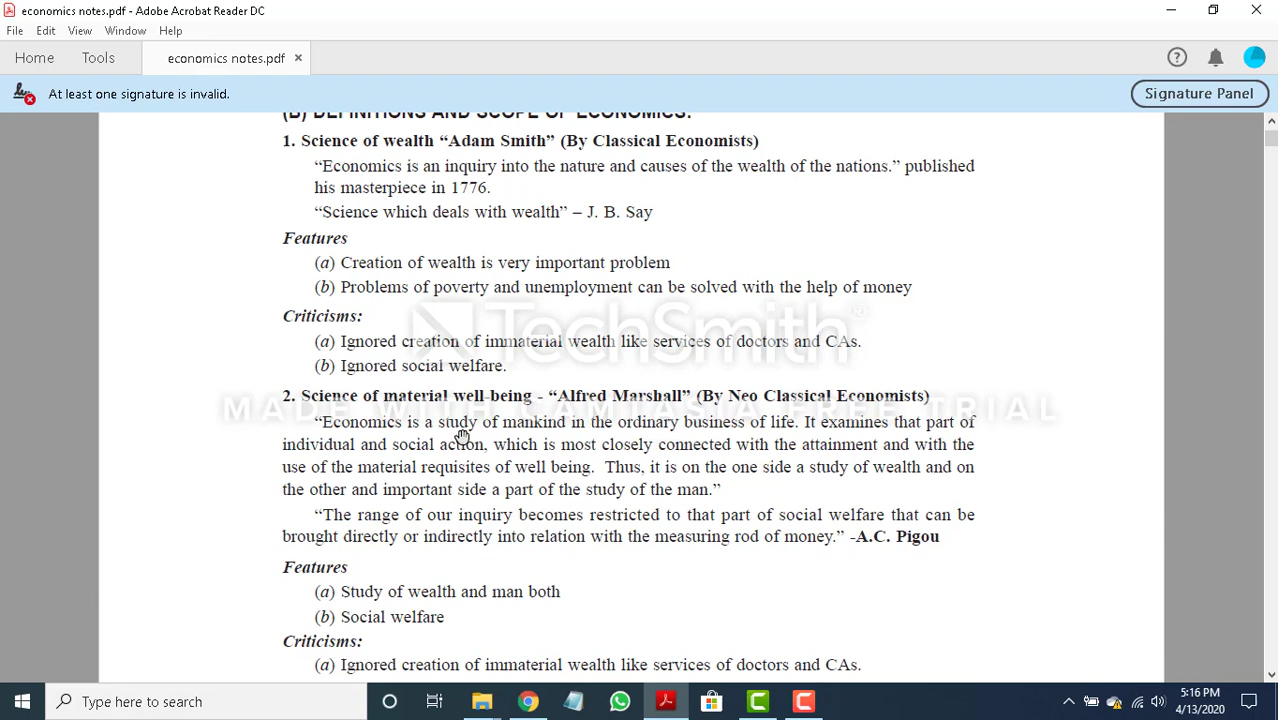 economics notes.pdf - Adobe Acrobat Reader DC
File Edit View Window Help
Home Tools economics notes.pdf ×
At least one signature is invalid.
Signature Panel
(B) DEFINITIONS AND SCOPE OF ECONOMICS:
1. Science of wealth “Adam Smith” (By Classical Economists)
“Economics is an inquiry into the nature and causes of the wealth of the nations.” published
his masterpiece in 1776.
“Science which deals with wealth” – J. B. Say
Features
(a) Creation of wealth is very important problem
(b) Problems of poverty and unemployment can be solved with the help of money
Criticisms:
TechSmith®
(a) Ignored creation of immaterial wealth like services of doctors and CAs.
(b) Ignored social welfare.
2. Science of material well-being - “Alfred Marshall” (By Neo Classical Economists)
MADE WITH CAMTASIA FREE TRIAL
“Economics is a study of mankind in the ordinary business of life. It examines that part of
individual and social action, which is most closely connected with the attainment and with the
use of the material requisites of well being. Thus, it is on the one side a study of wealth and on
the other and important side a part of the study of the man.”
“The range of our inquiry becomes restricted to that part of social welfare that can be
brought directly or indirectly into relation with the measuring rod of money.” -A.C. Pigou
Features
(a) Study of wealth and man both
(b) Social welfare
Criticisms:
(a) Ignored creation of immaterial wealth like services of doctors and CAs.
Type here to search
5:16 PM
4/13/2020